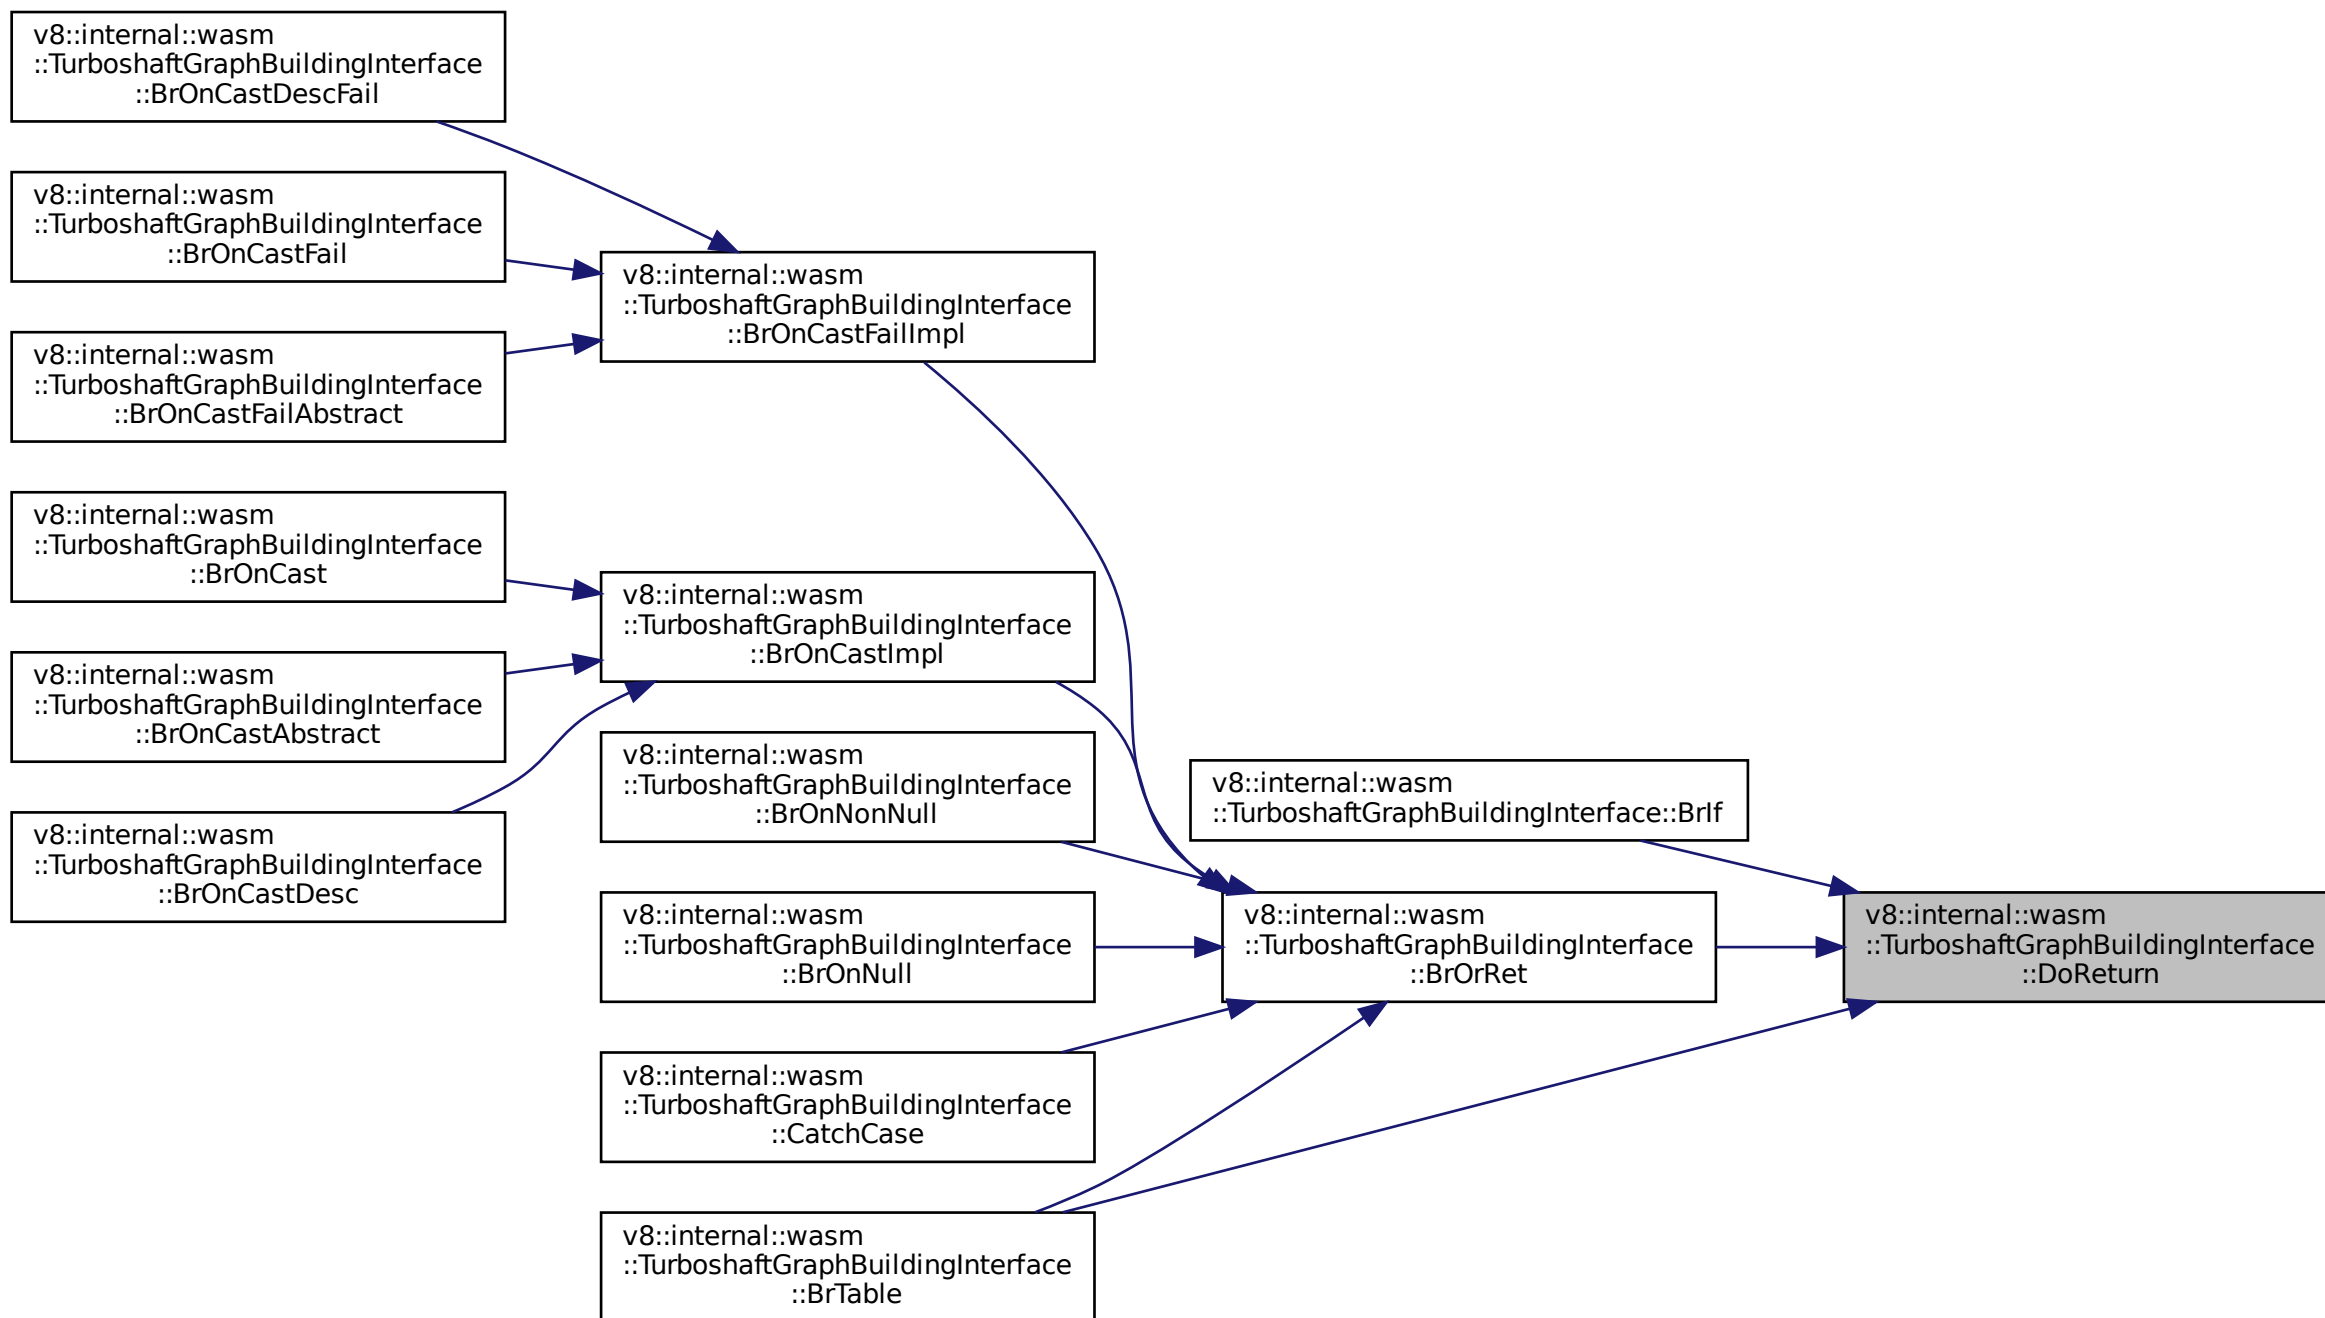 v8::internal::wasm
::TurboshaftGraphBuildingInterface
::BrOnCastDescFail
v8::internal::wasm
::TurboshaftGraphBuildingInterface
::BrOnCastFail
v8::internal::wasm
::TurboshaftGraphBuildingInterface
::BrOnCastFailAbstract
v8::internal::wasm
::TurboshaftGraphBuildingInterface
::BrOnCast
v8::internal::wasm
::TurboshaftGraphBuildingInterface
::BrOnCastAbstract
v8::internal::wasm
::TurboshaftGraphBuildingInterface
::BrOnCastDesc
v8::internal::wasm
::TurboshaftGraphBuildingInterface
::BrOnCastFailImpl
v8::internal::wasm
::TurboshaftGraphBuildingInterface
::BrOnCastImpl
v8::internal::wasm
::TurboshaftGraphBuildingInterface
::BrOnNonNull
v8::internal::wasm
::TurboshaftGraphBuildingInterface
::BrOnNull
v8::internal::wasm
::TurboshaftGraphBuildingInterface
::CatchCase
v8::internal::wasm
::TurboshaftGraphBuildingInterface
::BrTable
v8::internal::wasm
::TurboshaftGraphBuildingInterface::BrIf
v8::internal::wasm
::TurboshaftGraphBuildingInterface
::BrOrRet
v8::internal::wasm
::TurboshaftGraphBuildingInterface
::DoReturn